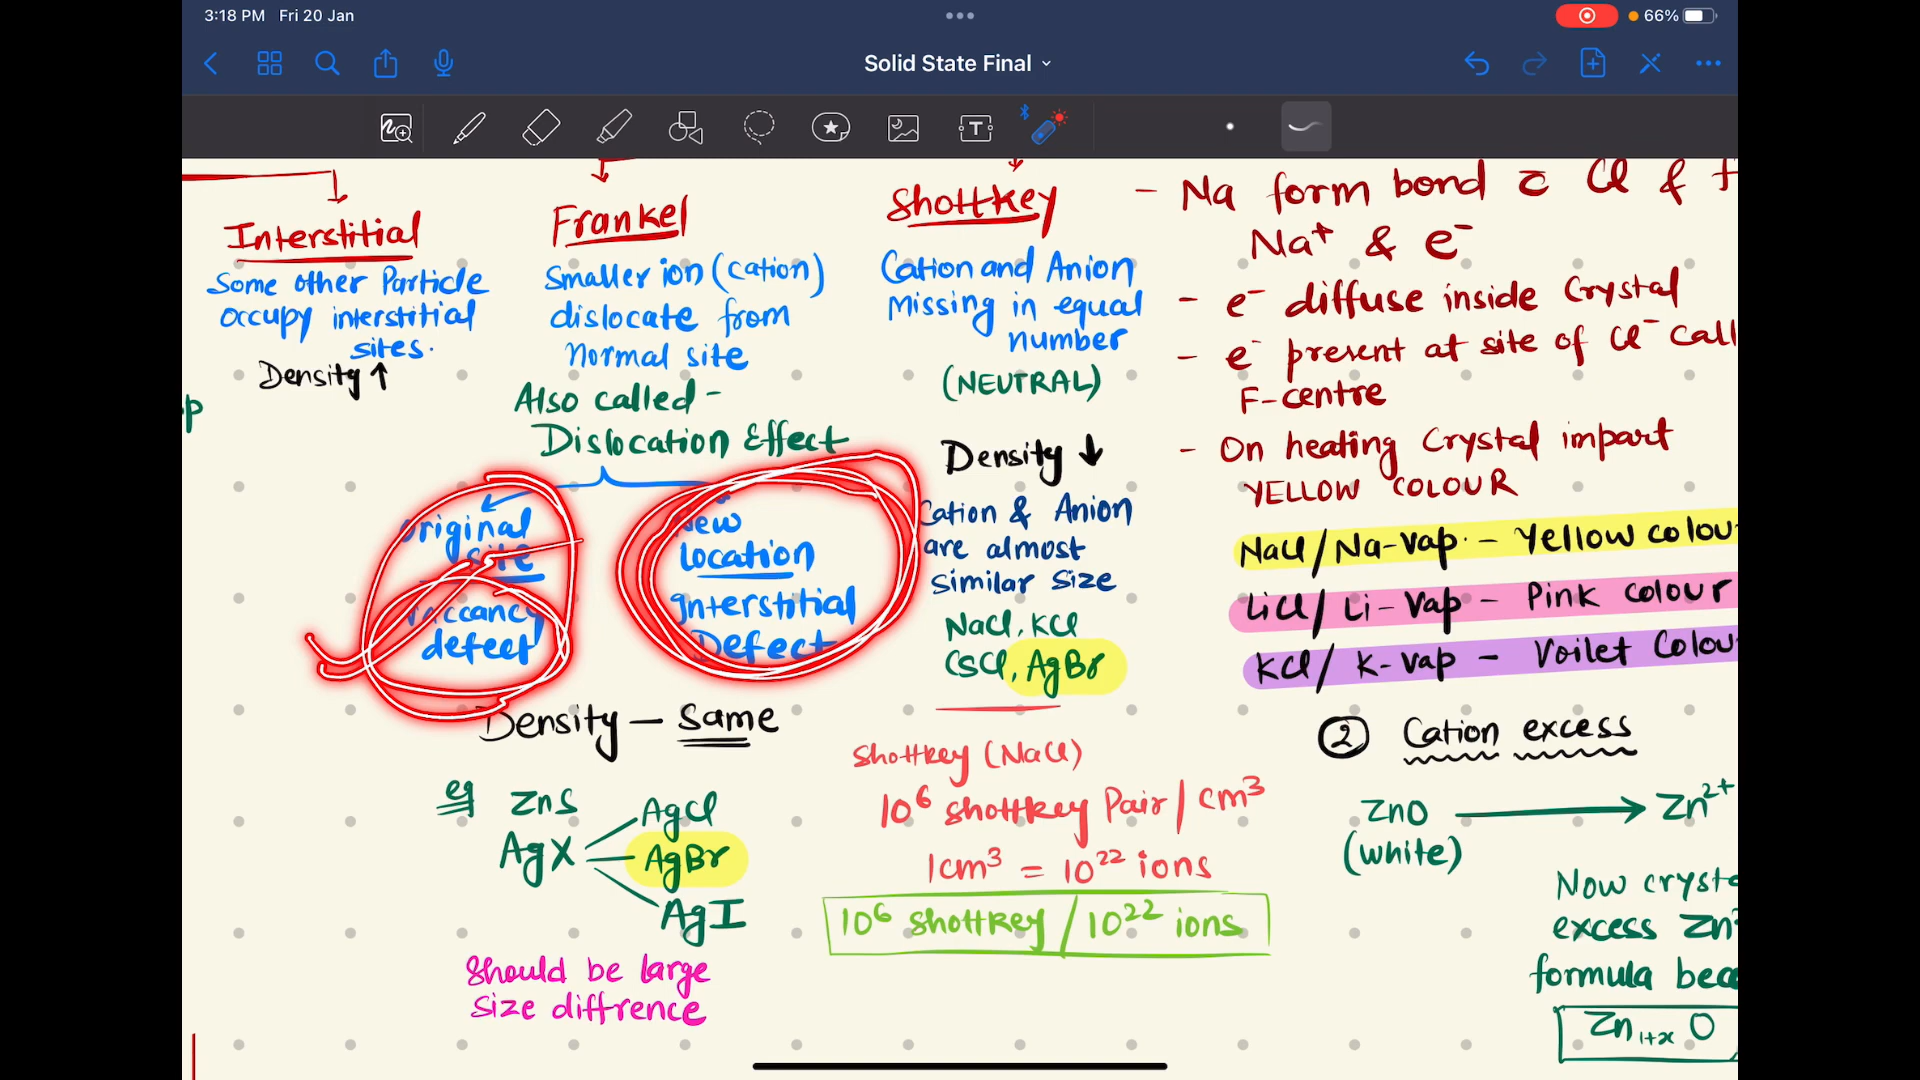 3:18 PM Fri 20 Jan
66%
Solid State Final
Interstitial
Some other Particle
occupy interstitial
sites.
Density ↑
Frankel
Smaller ion (cation)
dislocate from
Normal site
Also called -
Dislocation Effect
original
site
vaccancy
defect
New
location
Interstitial
Defect
Density - Same
eg ZnS
AgX
AgCl
AgBr
AgI
Should be large
size diffrence
Shottkey
Cation and Anion
Missing in equal
number
(NEUTRAL)
Density ↓
Cation & Anion
are almost
similar size
NaCl, KCl
CsCl, AgBr
Shottkey (NaCl)
10⁶ shottkey Pair / cm³
1cm³ = 10²² ions
10⁶ shottkey / 10²² ions
- Na form bond c̄ Cl & f
Na⁺ & e⁻
- e⁻ diffuse inside Crystal
- e⁻ present at site of Cl⁻ Call
F-centre
- On heating Crystal impart
YELLOW COLOUR
NaCl / Na-Vap. - Yellow colou
LiCl / Li-Vap - Pink colour
KCl / K-Vap - Voilet Colou
② Cation excess
ZnO → Zn²⁺
(white)
Now cryst
excess Zn
formula bec
Zn₁₊ₓ O